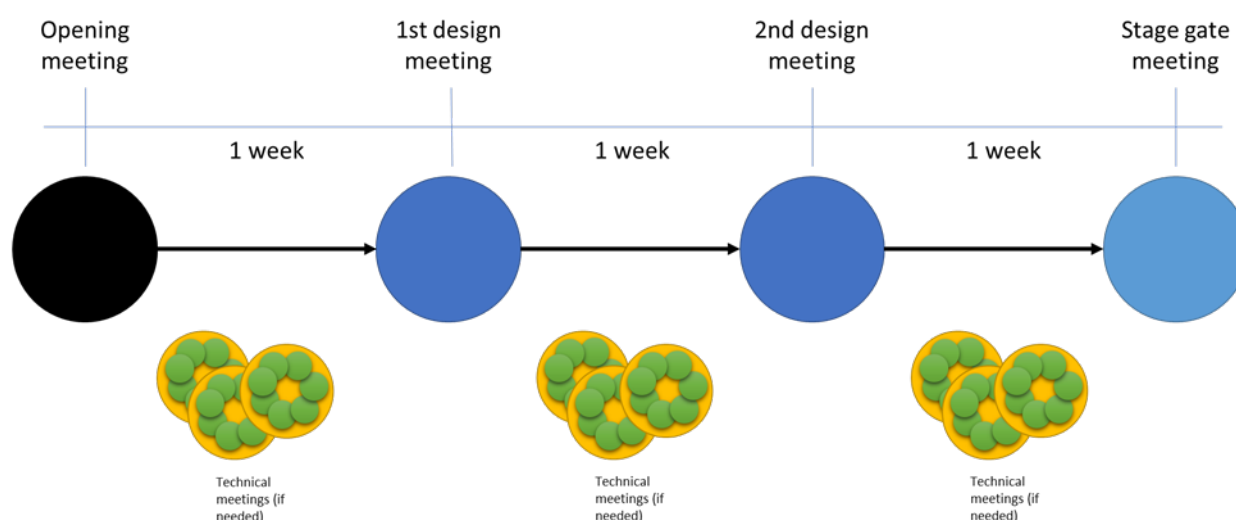 Opening
meeting
1st design
meeting
2nd design
meeting
Stage gate
meeting
1 week
1 week
1 week
Technical
meetings (if
needed)
Technical
meetings (if
needed)
Technical
meetings (if
needed)